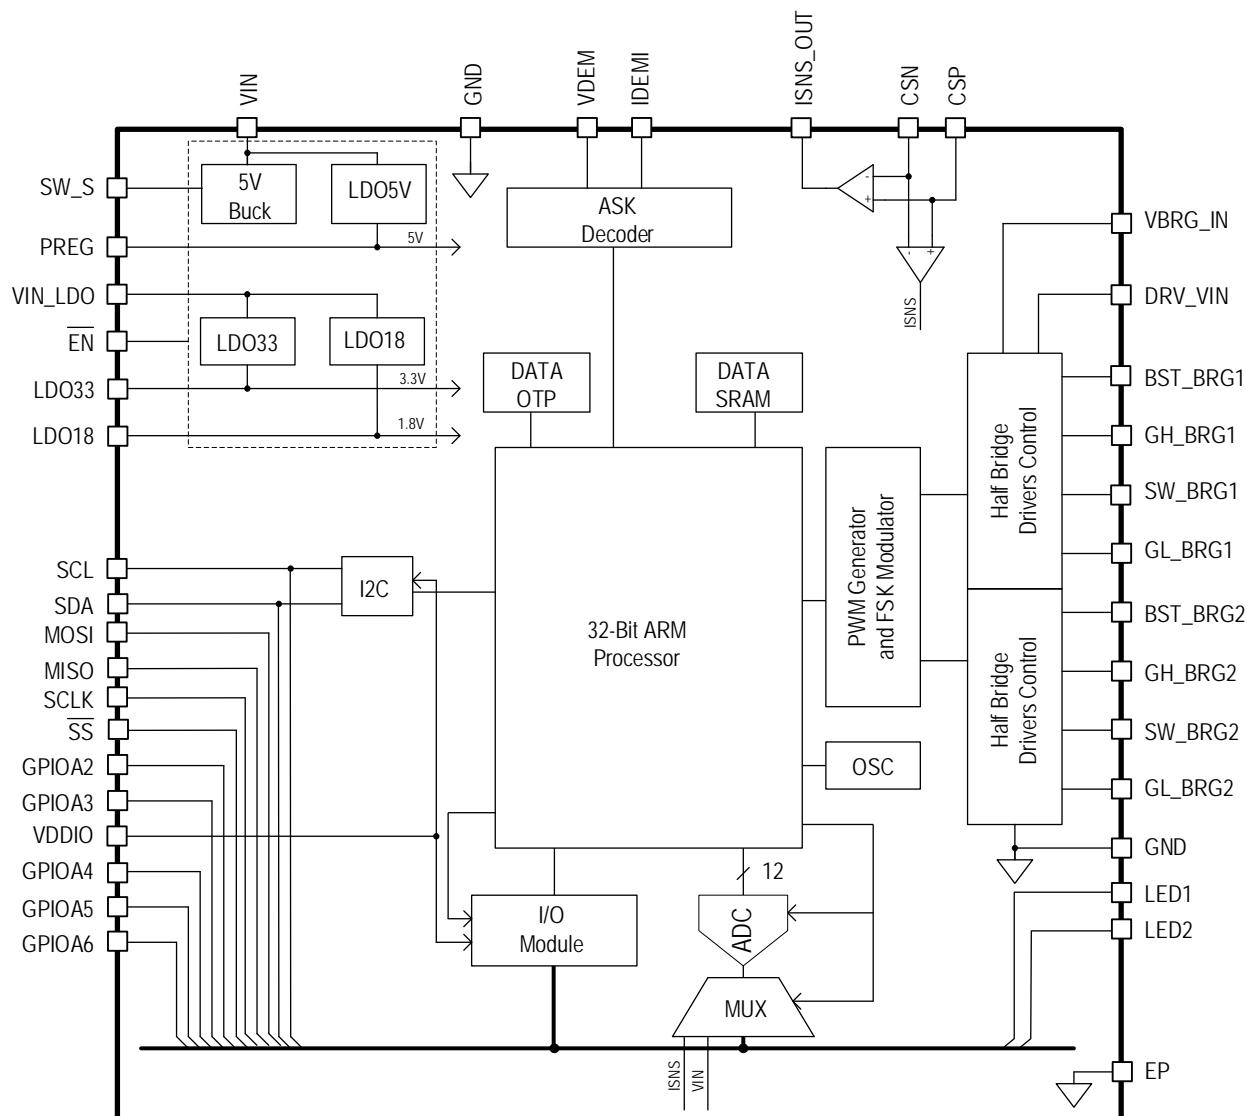 VIN
GND
VDEM
IDEMI
ISNS_OUT
CSN
CSP
SW_S
PREG
VIN_LDO
EN
LDO33
LDO18
5V
Buck
LDO5V
5V
LDO33
LDO18
3.3V
1.8V
ASK
Decoder
-
+
-
+
ISNS
VBRG_IN
DRV_VIN
BST_BRG1
GH_BRG1
SW_BRG1
GL_BRG1
BST_BRG2
GH_BRG2
SW_BRG2
GL_BRG2
GND
LED1
LED2
EP
DATA
OTP
DATA
SRAM
32-Bit ARM
Processor
PWM Generator
and FSK Modulator
Half Bridge
Drivers Control
Half Bridge
Drivers Control
OSC
SCL
SDA
MOSI
MISO
SCLK
SS
GPIOA2
GPIOA3
VDDIO
GPIOA4
GPIOA5
GPIOA6
I2C
I/O
Module
12
ADC
MUX
ISNS
VIN